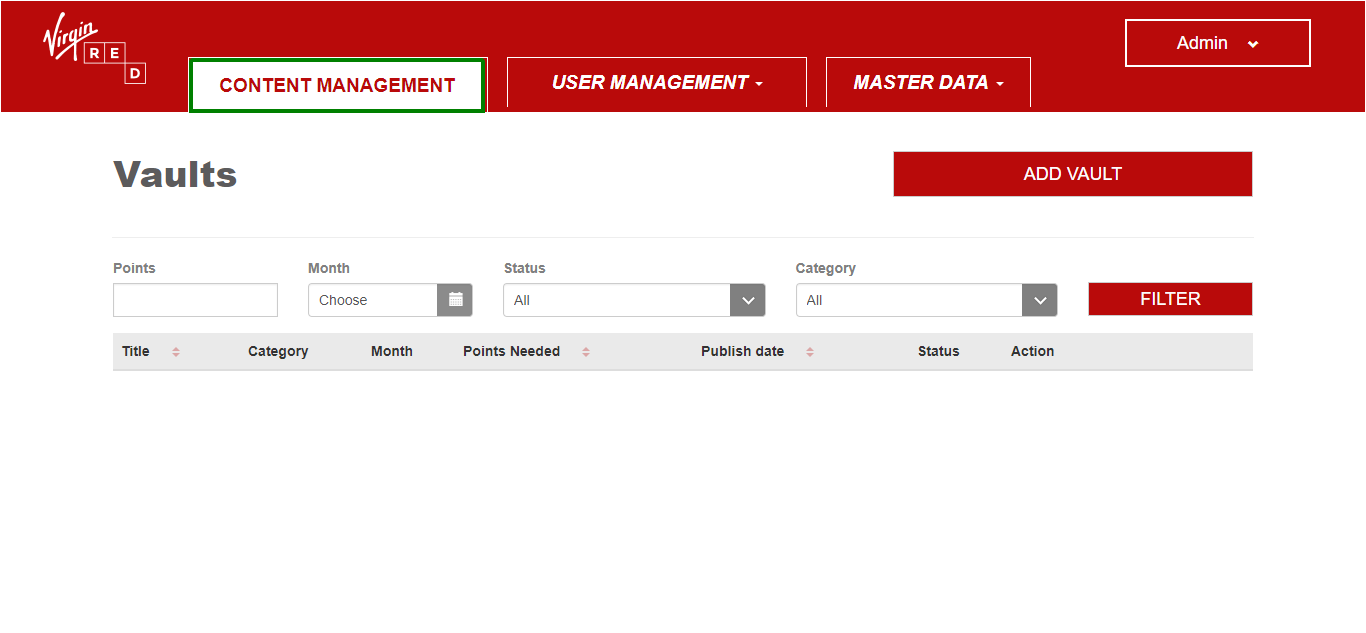 Virgin
RED
Admin
CONTENT MANAGEMENT
USER MANAGEMENT
MASTER DATA
Vaults
ADD VAULT
Points
Month
Status
Category
Choose
All
All
FILTER
Title
Category
Month
Points Needed
Publish date
Status
Action